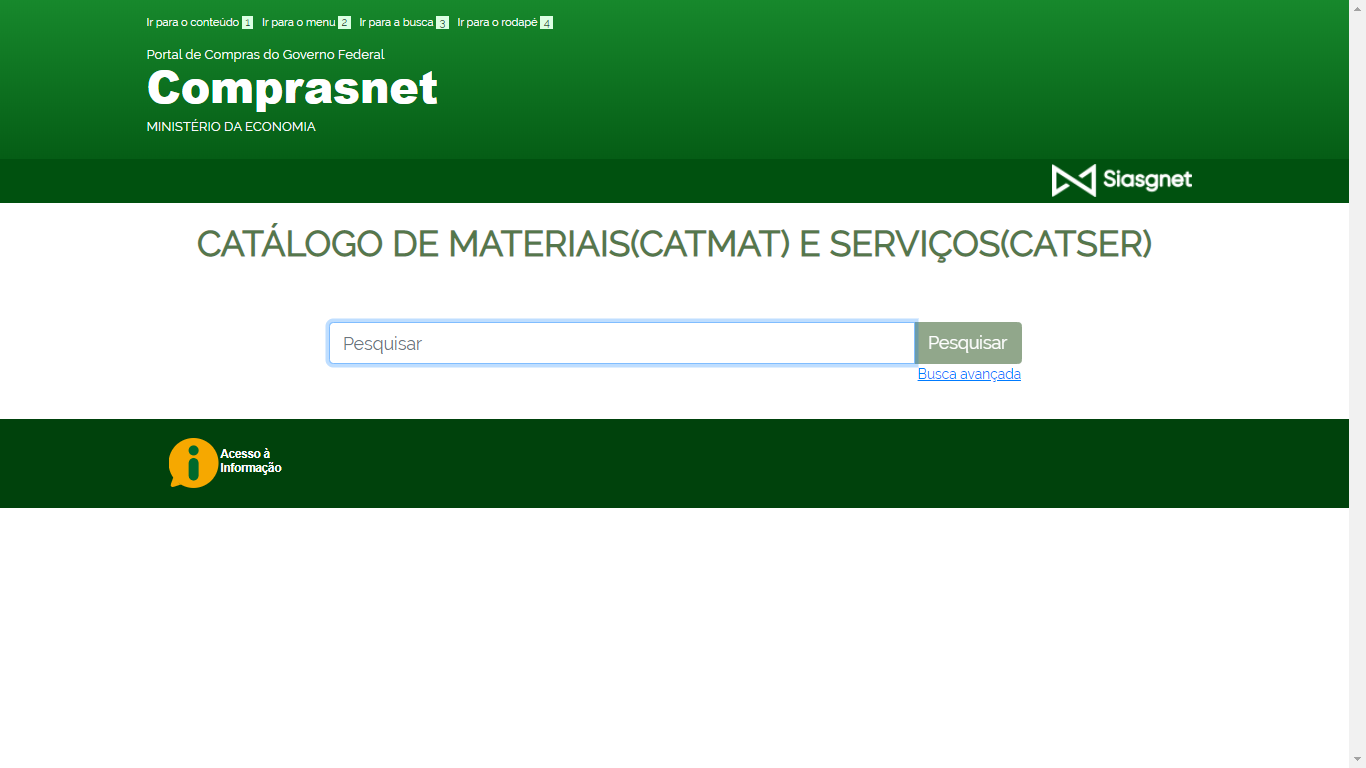 Ir para o conteúdo 1 Ir para o menu 2 Ir para a busca 3 Ir para o rodapé 4
Portal de Compras do Governo Federal
Comprasnet
MINISTÉRIO DA ECONOMIA
Siasgnet
CATÁLOGO DE MATERIAIS(CATMAT) E SERVIÇOS(CATSER)
Pesquisar Pesquisar
Busca avançada
Acesso à
Informação